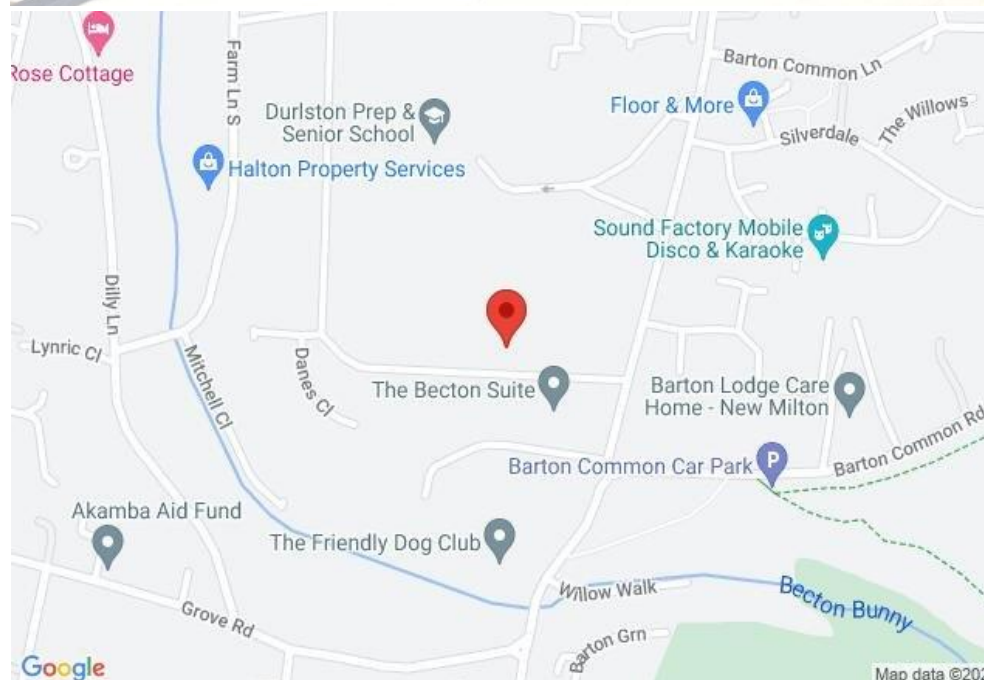 Rose Cottage
Farm Ln S
Durlston Prep &
Senior School
Halton Property Services
Barton Common Ln
Floor & More
Silverdale
The Willows
Sound Factory Mobile
Disco & Karaoke
Dilly Ln
Lynric Cl
Mitchell Cl
Danes Cl
The Becton Suite
Barton Lodge Care
Home - New Milton
Barton Common Rd
Barton Common Car Park
P
Akamba Aid Fund
The Friendly Dog Club
Grove Rd
Willow Walk
Becton Bunny
Barton Grn
Google
Map data ©202